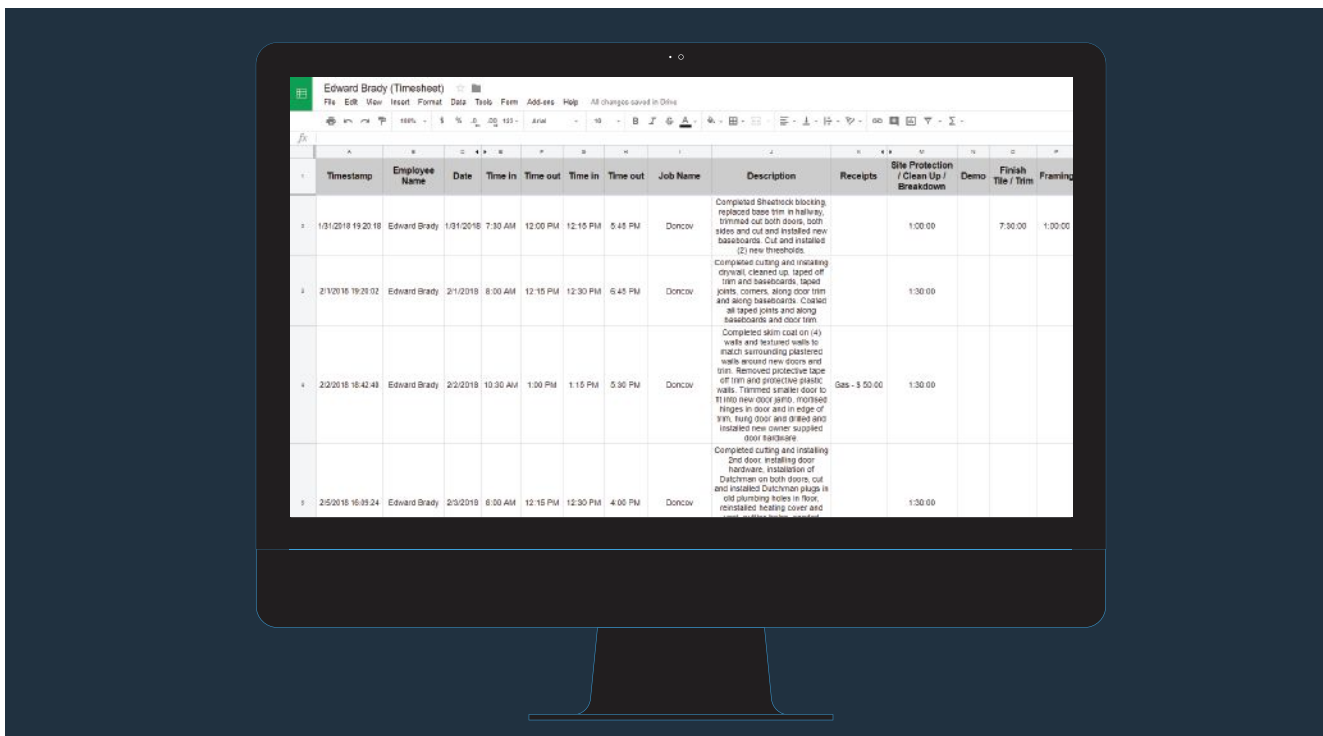 Edward Brady (Timesheet)
File Edit View Insert Format Data Tools Form Add-ons Help All changes saved in Drive
100% $ % .0 .00 123 Arial 10 B I S A
fx
A B C E F G H I J K M N O P
1 Timestamp Employee Name Date Time in Time out Time in Time out Job Name Description Receipts Site Protection / Clean Up / Breakdown Demo Finish Tile / Trim Framing
2 1/31/2018 19:20:18 Edward Brady 1/31/2018 7:30 AM 12:00 PM 12:15 PM 5:45 PM Doncov
Completed Sheetrock blocking,
replaced base trim in hallway,
trimmed out both doors, both
sides and cut and installed new
baseboards. Cut and installed
(2) new thresholds.
1:00:00 7:30:00 1:00:00
3 2/1/2018 19:20:02 Edward Brady 2/1/2018 8:00 AM 12:15 PM 12:30 PM 6:45 PM Doncov
Completed cutting and installing
drywall, cleaned up, taped off
trim and baseboards, taped
joints, corners, along door trim
and along baseboards. Coated
all taped joints and along
baseboards and door trim.
1:30:00
4 2/2/2018 18:42:48 Edward Brady 2/2/2018 10:30 AM 1:00 PM 1:15 PM 5:30 PM Doncov
Completed skim coat on (4)
walls and textured walls to
match surrounding plastered
walls around new doors and
trim. Removed protective tape
off trim and protective plastic
walls. Trimmed smaller door to
fit into new door jamb, mortised
hinges in door and in edge of
trim, hung door and drilled and
installed new owner supplied
door hardware.
Gas - $ 50.00 1:30:00
5 2/5/2018 16:09:24 Edward Brady 2/3/2018 8:00 AM 12:15 PM 12:30 PM 4:00 PM Doncov
Completed cutting and installing
2nd door, installing door
hardware, installation of
Dutchman on both doors, cut
and installed Dutchman plugs in
old plumbing holes in floor,
reinstalled heating cover and
1:30:00